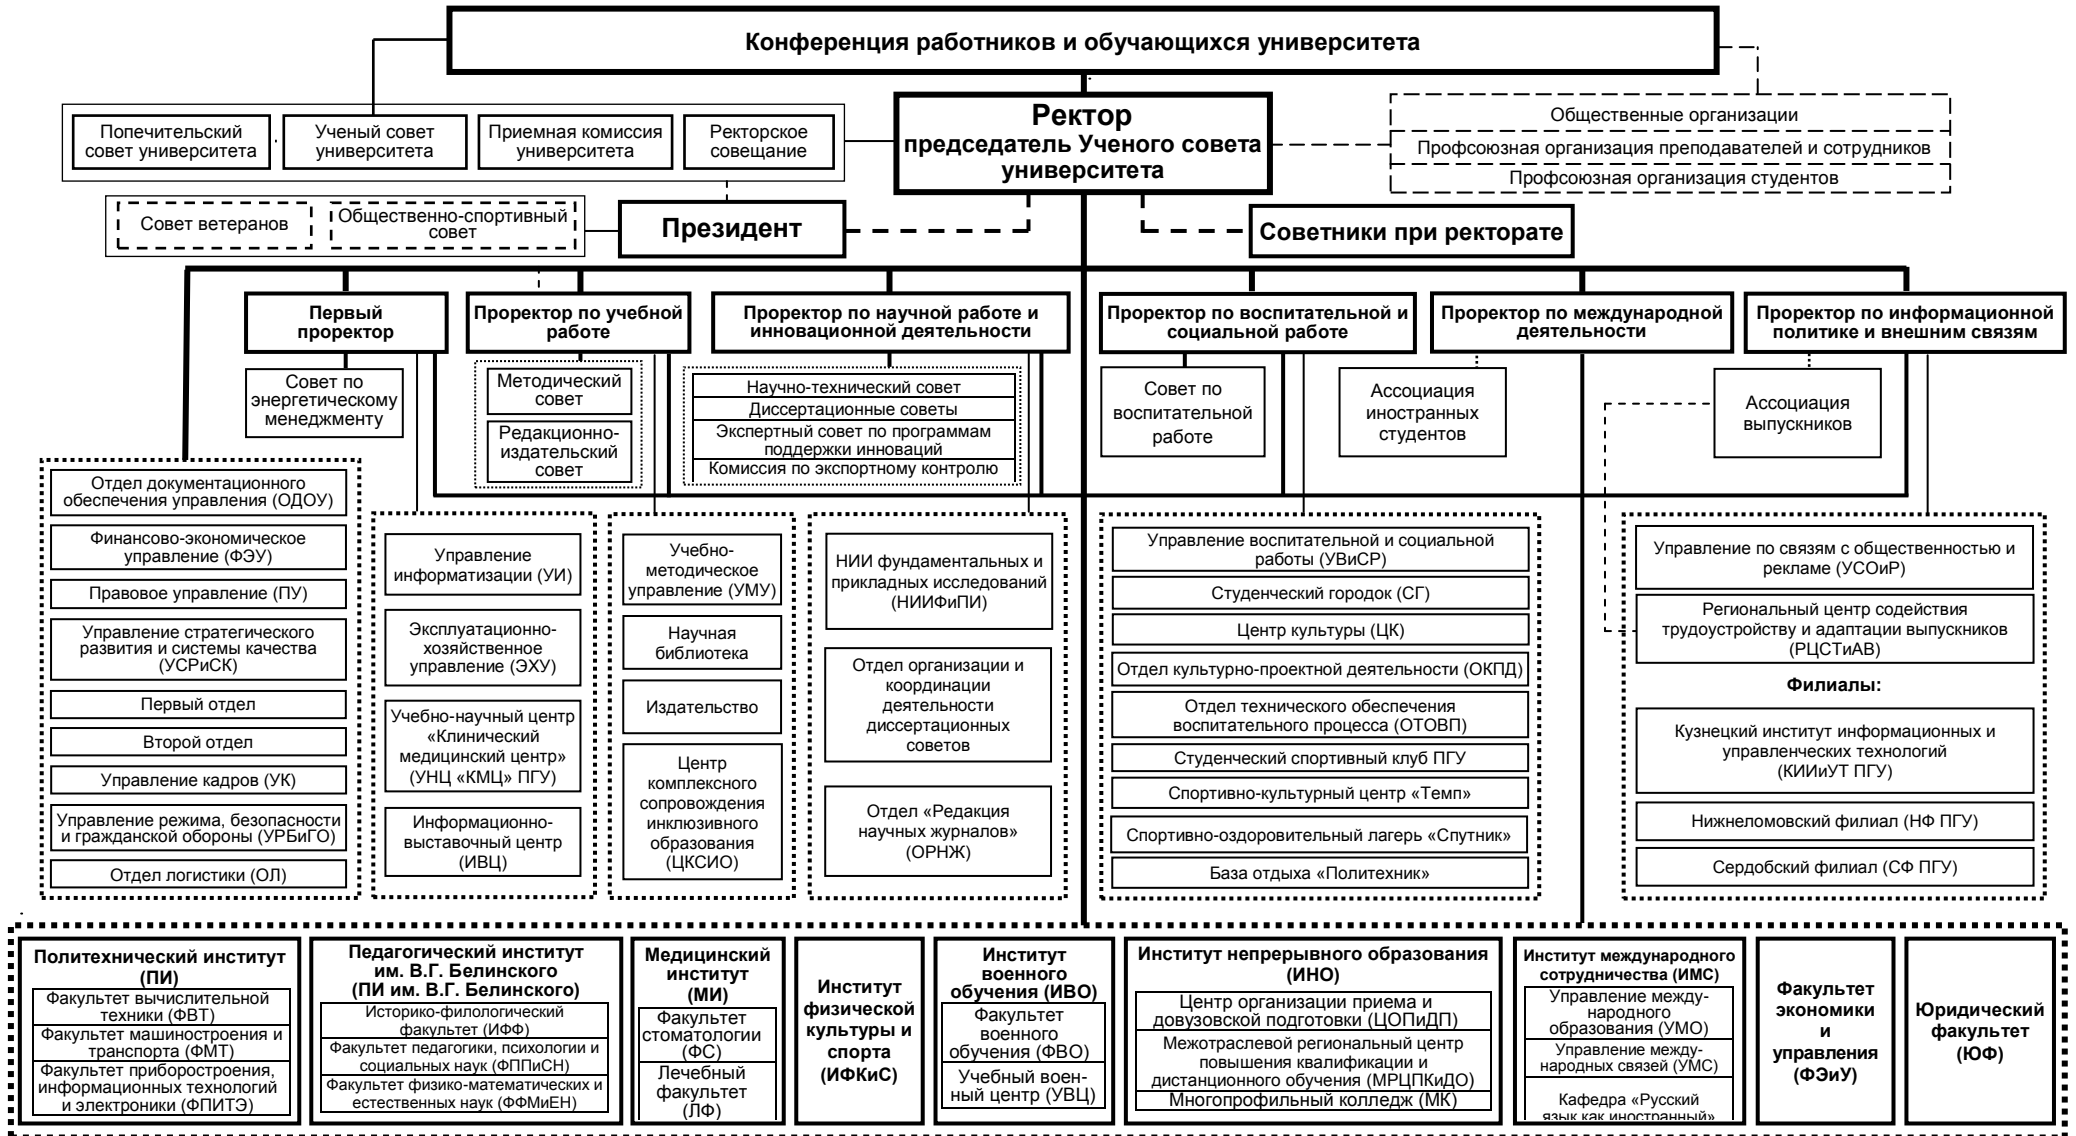 Конференция работников и обучающихся университета
Попечительский
совет университета
Ученый совет
университета
Приемная комиссия
университета
Ректорское
совещание
Ректор
председатель Ученого совета
университета
Общественные организации
Профсоюзная организация преподавателей и сотрудников
Профсоюзная организация студентов
Совет ветеранов
Общественно-спортивный
совет
Президент
Советники при ректорате
Первый
проректор
Проректор по учебной
работе
Проректор по научной работе и
инновационной деятельности
Проректор по воспитательной и
социальной работе
Проректор по международной
деятельности
Проректор по информационной
политике и внешним связям
Совет по
энергетическому
менеджменту
Методический
совет
Редакционно-
издательский
совет
Научно-технический совет
Диссертационные советы
Экспертный совет по программам
поддержки инноваций
Комиссия по экспортному контролю
Совет по
воспитательной
работе
Ассоциация
иностранных
студентов
Ассоциация
выпускников
Отдел документационного
обеспечения управления (ОДОУ)
Финансово-экономическое
управление (ФЭУ)
Правовое управление (ПУ)
Управление стратегического
развития и системы качества
(УСРиСК)
Первый отдел
Второй отдел
Управление кадров (УК)
Управление режима, безопасности
и гражданской обороны (УРБиГО)
Отдел логистики (ОЛ)
Управление
информатизации (УИ)
Эксплуатационно-
хозяйственное
управление (ЭХУ)
Учебно-научный центр
«Клинический
медицинский центр»
(УНЦ «КМЦ» ПГУ)
Информационно-
выставочный центр
(ИВЦ)
Учебно-
методическое
управление (УМУ)
Научная
библиотека
Издательство
Центр
комплексного
сопровождения
инклюзивного
образования
(ЦКСИО)
НИИ фундаментальных и
прикладных исследований
(НИИФиПИ)
Отдел организации и
координации
деятельности
диссертационных
советов
Отдел «Редакция
научных журналов»
(ОРНЖ)
Управление воспитательной и социальной
работы (УВиСР)
Студенческий городок (СГ)
Центр культуры (ЦК)
Отдел культурно-проектной деятельности (ОКПД)
Отдел технического обеспечения
воспитательного процесса (ОТОВП)
Студенческий спортивный клуб ПГУ
Спортивно-культурный центр «Темп»
Спортивно-оздоровительный лагерь «Спутник»
База отдыха «Политехник»
Управление по связям с общественностью и
рекламе (УСОиР)
Региональный центр содействия
трудоустройству и адаптации выпускников
(РЦСТиАВ)
Филиалы:
Кузнецкий институт информационных и
управленческих технологий
(КИИиУТ ПГУ)
Нижнеломовский филиал (НФ ПГУ)
Сердобский филиал (СФ ПГУ)
Политехнический институт
(ПИ)
Факультет вычислительной
техники (ФВТ)
Факультет машиностроения и
транспорта (ФМТ)
Факультет приборостроения,
информационных технологий
и электроники (ФПИТЭ)
Педагогический институт
им. В.Г. Белинского
(ПИ им. В.Г. Белинского)
Историко-филологический
факультет (ИФФ)
Факультет педагогики, психологии и
социальных наук (ФППиСН)
Факультет физико-математических и
естественных наук (ФФМиЕН)
Медицинский
институт
(МИ)
Факультет
стоматологии
(ФС)
Лечебный
факультет
(ЛФ)
Институт
физической
культуры и
спорта
(ИФКиС)
Институт
военного
обучения (ИВО)
Факультет
военного
обучения (ФВО)
Учебный воен-
ный центр (УВЦ)
Институт непрерывного образования
(ИНО)
Центр организации приема и
довузовской подготовки (ЦОПиДП)
Межотраслевой региональный центр
повышения квалификации и
дистанционного обучения (МРЦПКиДО)
Многопрофильный колледж (МК)
Институт международного
сотрудничества (ИМС)
Управление между-
народного
образования (УМО)
Управление между-
народных связей (УМС)
Кафедра «Русский
язык как иностранный»
Факультет
экономики
и
управления
(ФЭиУ)
Юридический
факультет
(ЮФ)